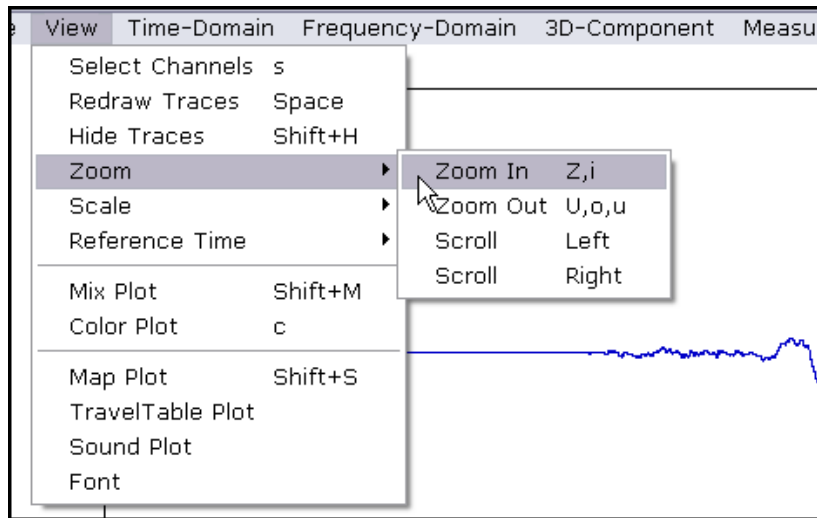 View Time-Domain Frequency-Domain 3D-Component Measu
Select Channels s
Redraw Traces Space
Hide Traces Shift+H
Zoom
Scale
Reference Time
Mix Plot Shift+M
Color Plot c
Map Plot Shift+S
TravelTable Plot
Sound Plot
Font
Zoom In Z,i
Zoom Out U,o,u
Scroll Left
Scroll Right